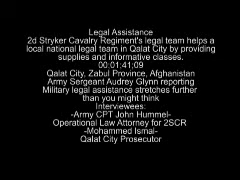 Legal Assistance
2d Stryker Cavalry Regiment's legal team helps a
local national legal team in Qalat City by providing
supplies and informative classes.
00:01:41;09
Qalat City, Zabul Province, Afghanistan
Army Sergeant Audrey Glynn reporting
Military legal assistance stretches further
than you might think
Interviewees:
-Army CPT John Hummel-
Operational Law Attorney for 2SCR
-Mohammed Ismal-
Qalat City Prosecutor